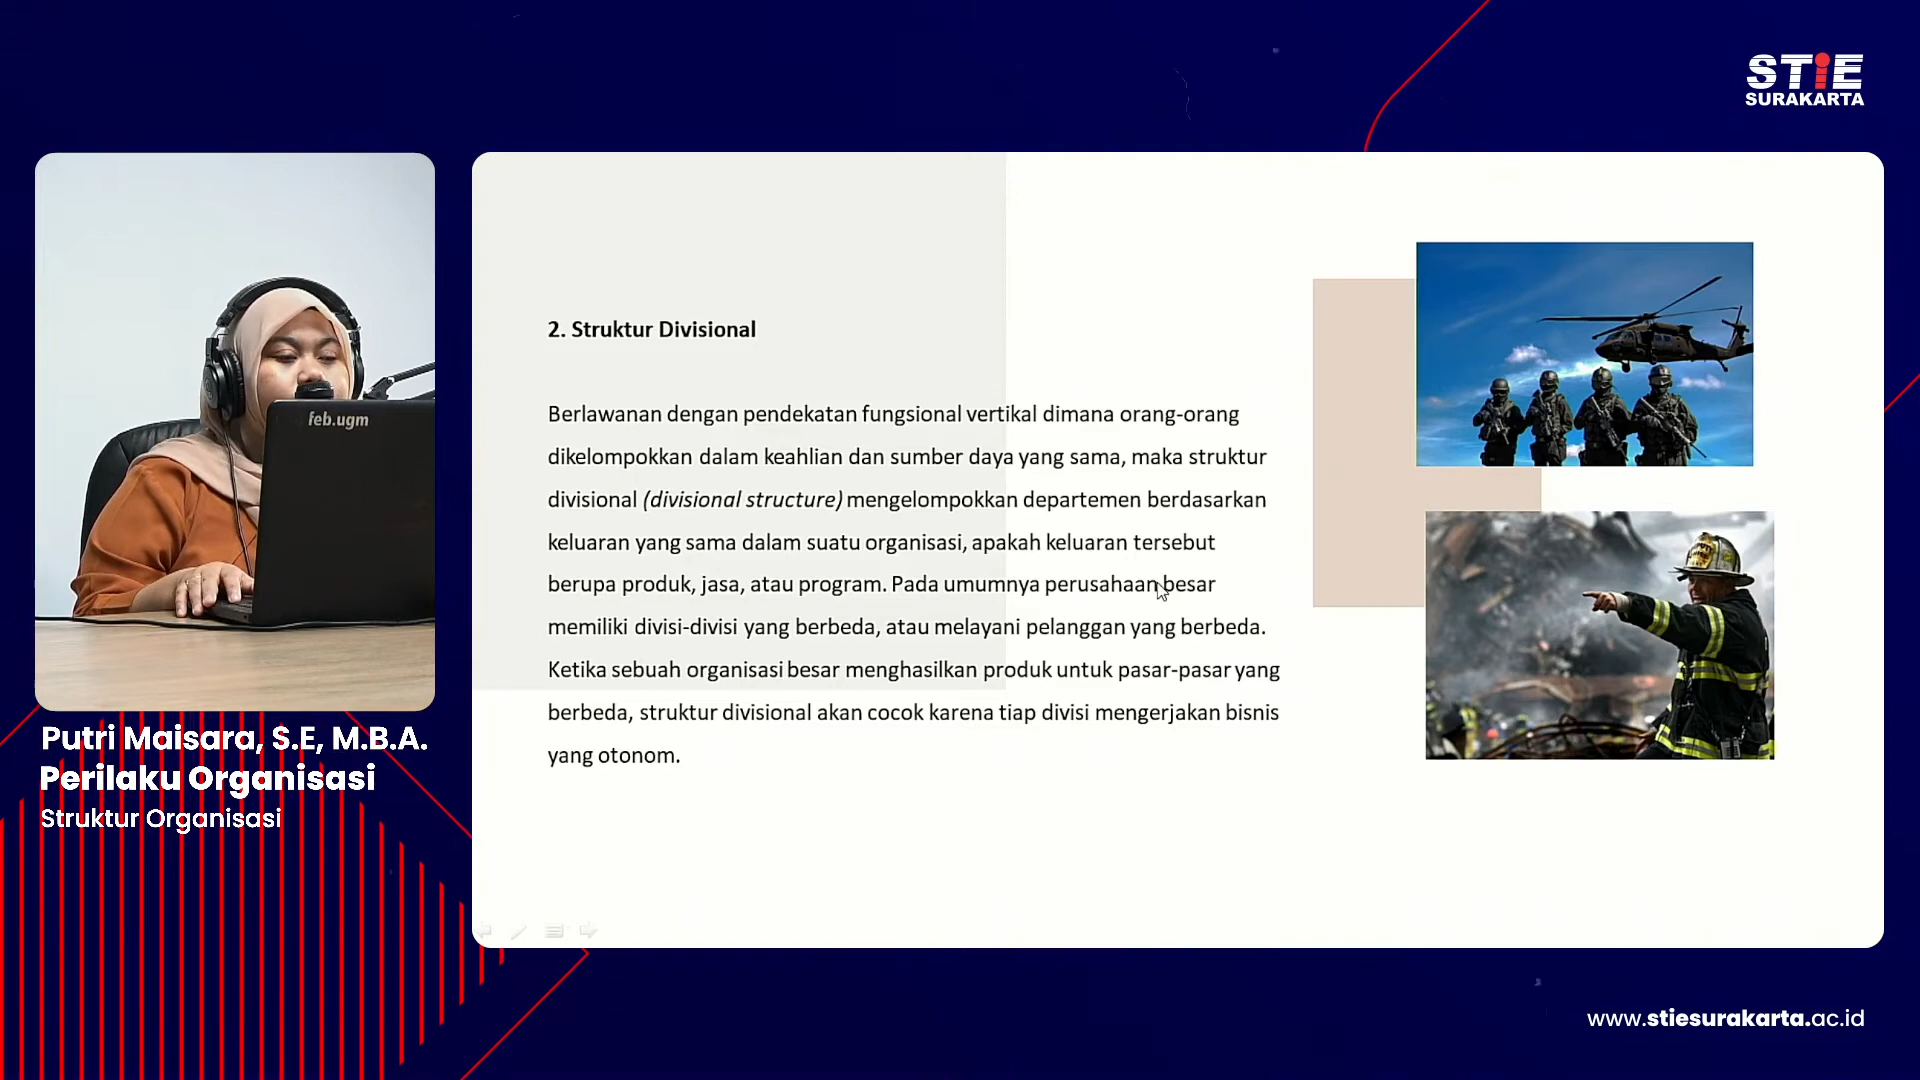 STiE
SURAKARTA
feb.ugm
Putri Maisara, S.E, M.B.A.
Perilaku Organisasi
Struktur Organisasi
2. Struktur Divisional
Berlawanan dengan pendekatan fungsional vertikal dimana orang-orang
dikelompokkan dalam keahlian dan sumber daya yang sama, maka struktur
divisional (divisional structure) mengelompokkan departemen berdasarkan
keluaran yang sama dalam suatu organisasi, apakah keluaran tersebut
berupa produk, jasa, atau program. Pada umumnya perusahaan besar
memiliki divisi-divisi yang berbeda, atau melayani pelanggan yang berbeda.
Ketika sebuah organisasi besar menghasilkan produk untuk pasar-pasar yang
berbeda, struktur divisional akan cocok karena tiap divisi mengerjakan bisnis
yang otonom.
www.stiesurakarta.ac.id